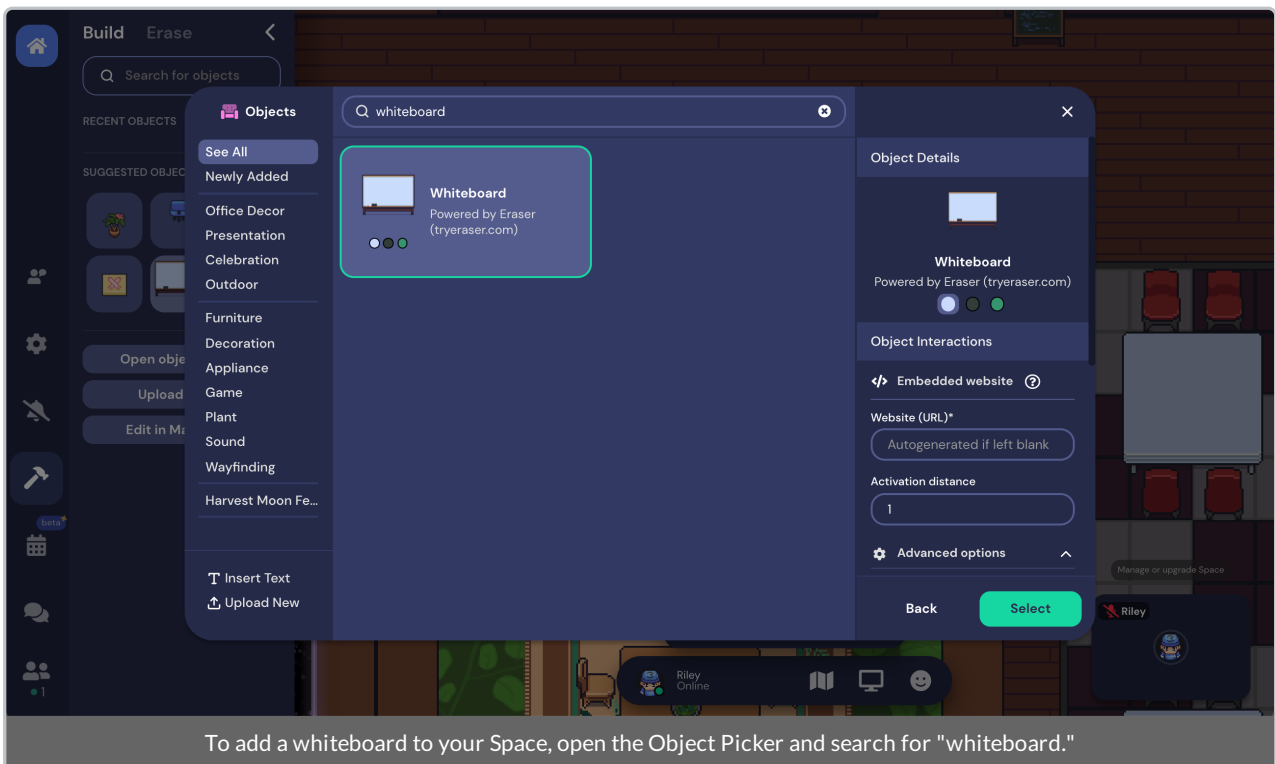 Build Erase
Search for objects
RECENT OBJECTS
SUGGESTED OBJEC
Open obje
Upload
Edit in Ma
beta
1
Objects
See All
Newly Added
Office Decor
Presentation
Celebration
Outdoor
Furniture
Decoration
Appliance
Game
Plant
Sound
Wayfinding
Harvest Moon Fe...
Insert Text
Upload New
whiteboard
Whiteboard
Powered by Eraser
(tryeraser.com)
Object Details
Whiteboard
Powered by Eraser (tryeraser.com)
Object Interactions
Embedded website
Website (URL)*
Autogenerated if left blank
Activation distance
1
Advanced options
Back Select
Manage or upgrade Space
Riley
Riley
Online
To add a whiteboard to your Space, open the Object Picker and search for "whiteboard."